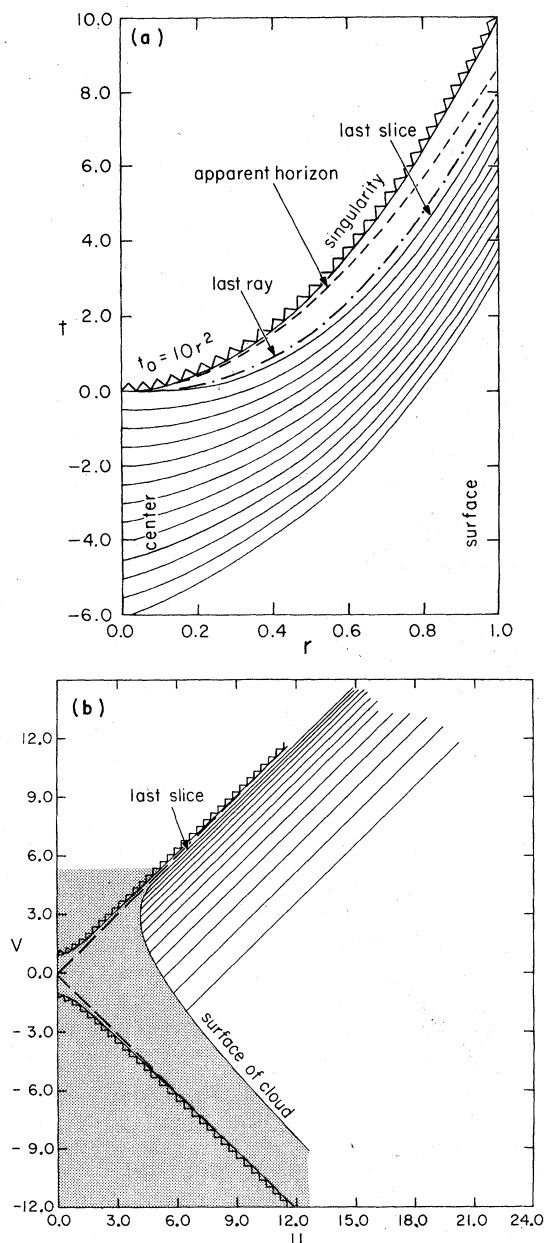 (a)
10.0
8.0
6.0
4.0
2.0
0.0
-2.0
-4.0
-6.0
t
last slice
apparent horizon
singularity
last ray
t₀ = 10r²
center
surface
0.0 0.2 0.4 0.6 0.8 1.0
r
(b)
12.0
9.0
6.0
3.0
0.0
-3.0
-6.0
-9.0
-12.0
V
last slice
surface of cloud
0.0 3.0 6.0 9.0 12.0 15.0 18.0 21.0 24.0
U